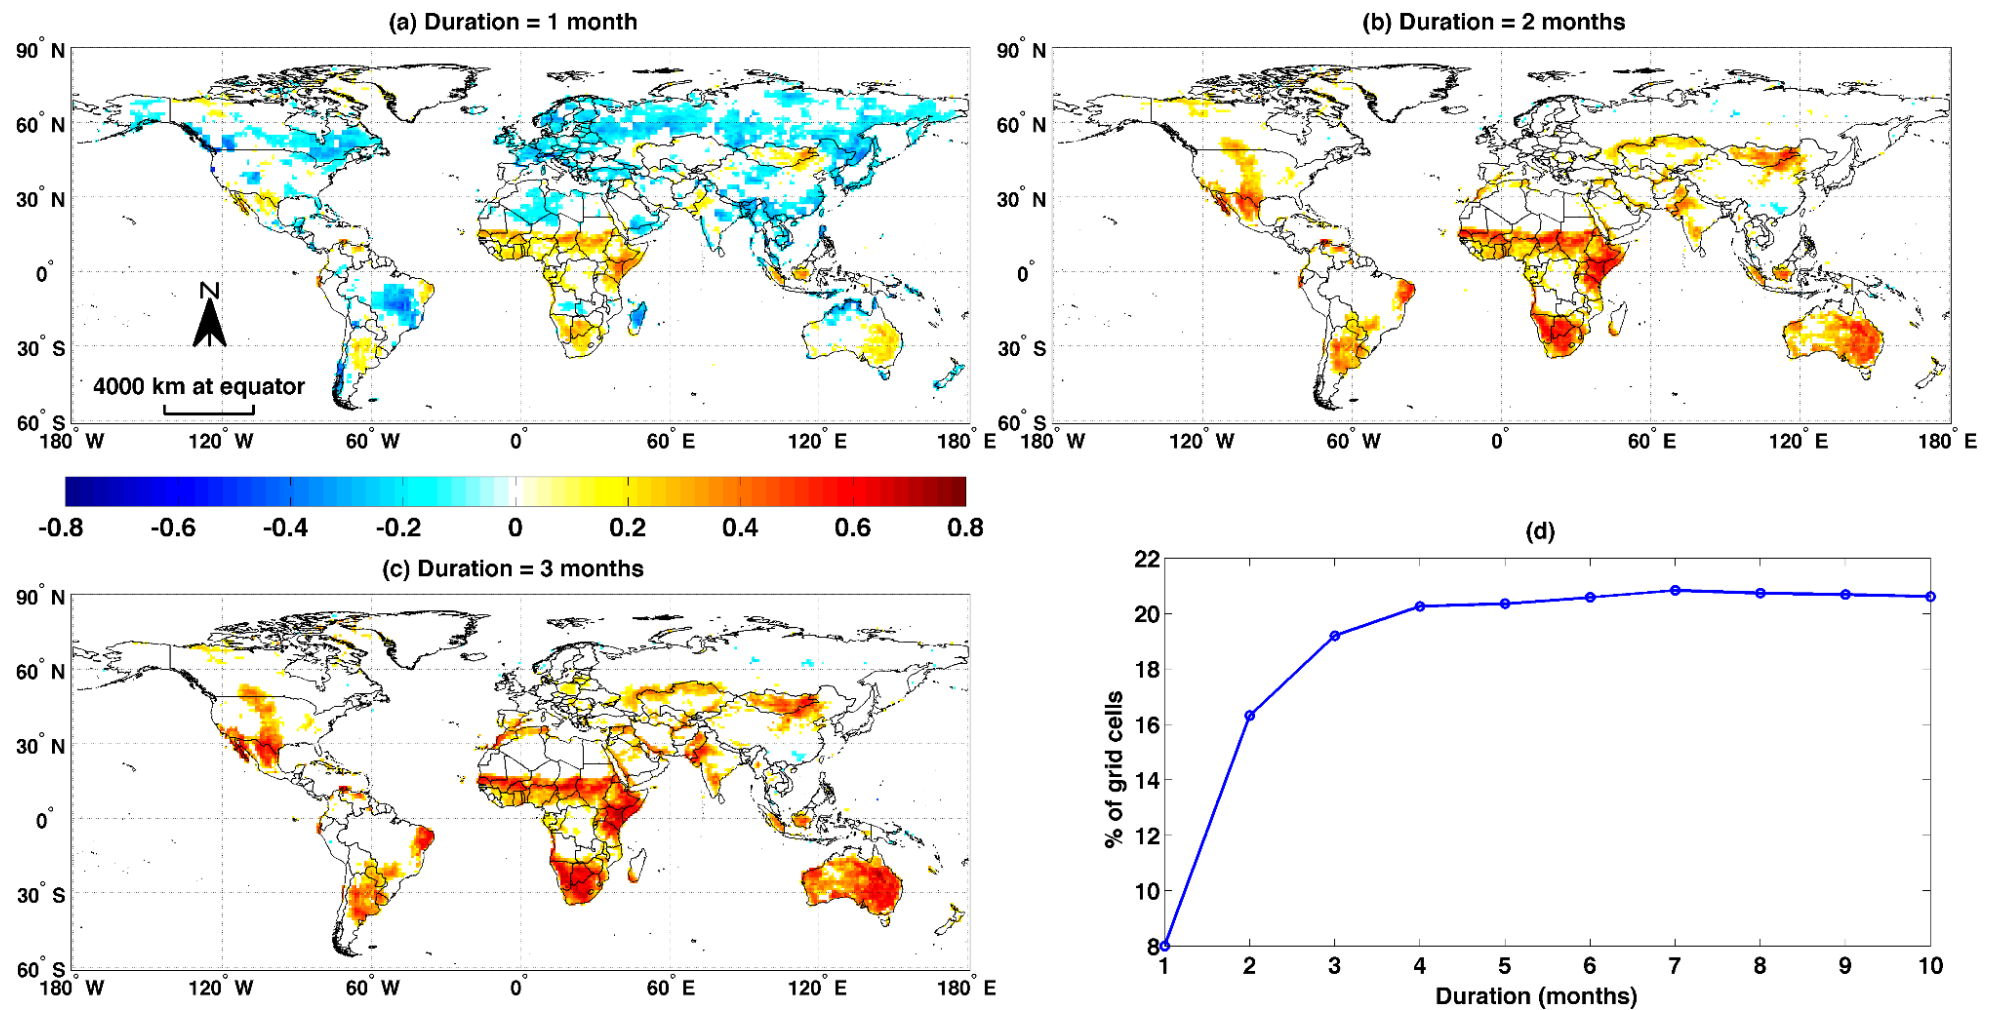 (a) Duration = 1 month
90° N
60° N
30° N
0°
30° S
60° S
180° W
120° W
60° W
0°
60° E
120° E
180° E
N
4000 km at equator
(b) Duration = 2 months
90° N
60° N
30° N
0°
30° S
60° S
180° W
120° W
60° W
0°
60° E
120° E
180° E
-0.8 -0.6 -0.4 -0.2 0 0.2 0.4 0.6 0.8
(c) Duration = 3 months
90° N
60° N
30° N
0°
30° S
60° S
180° W
120° W
60° W
0°
60° E
120° E
180° E
(d)
22
20
18
16
14
12
10
8
% of grid cells
1 2 3 4 5 6 7 8 9 10
Duration (months)